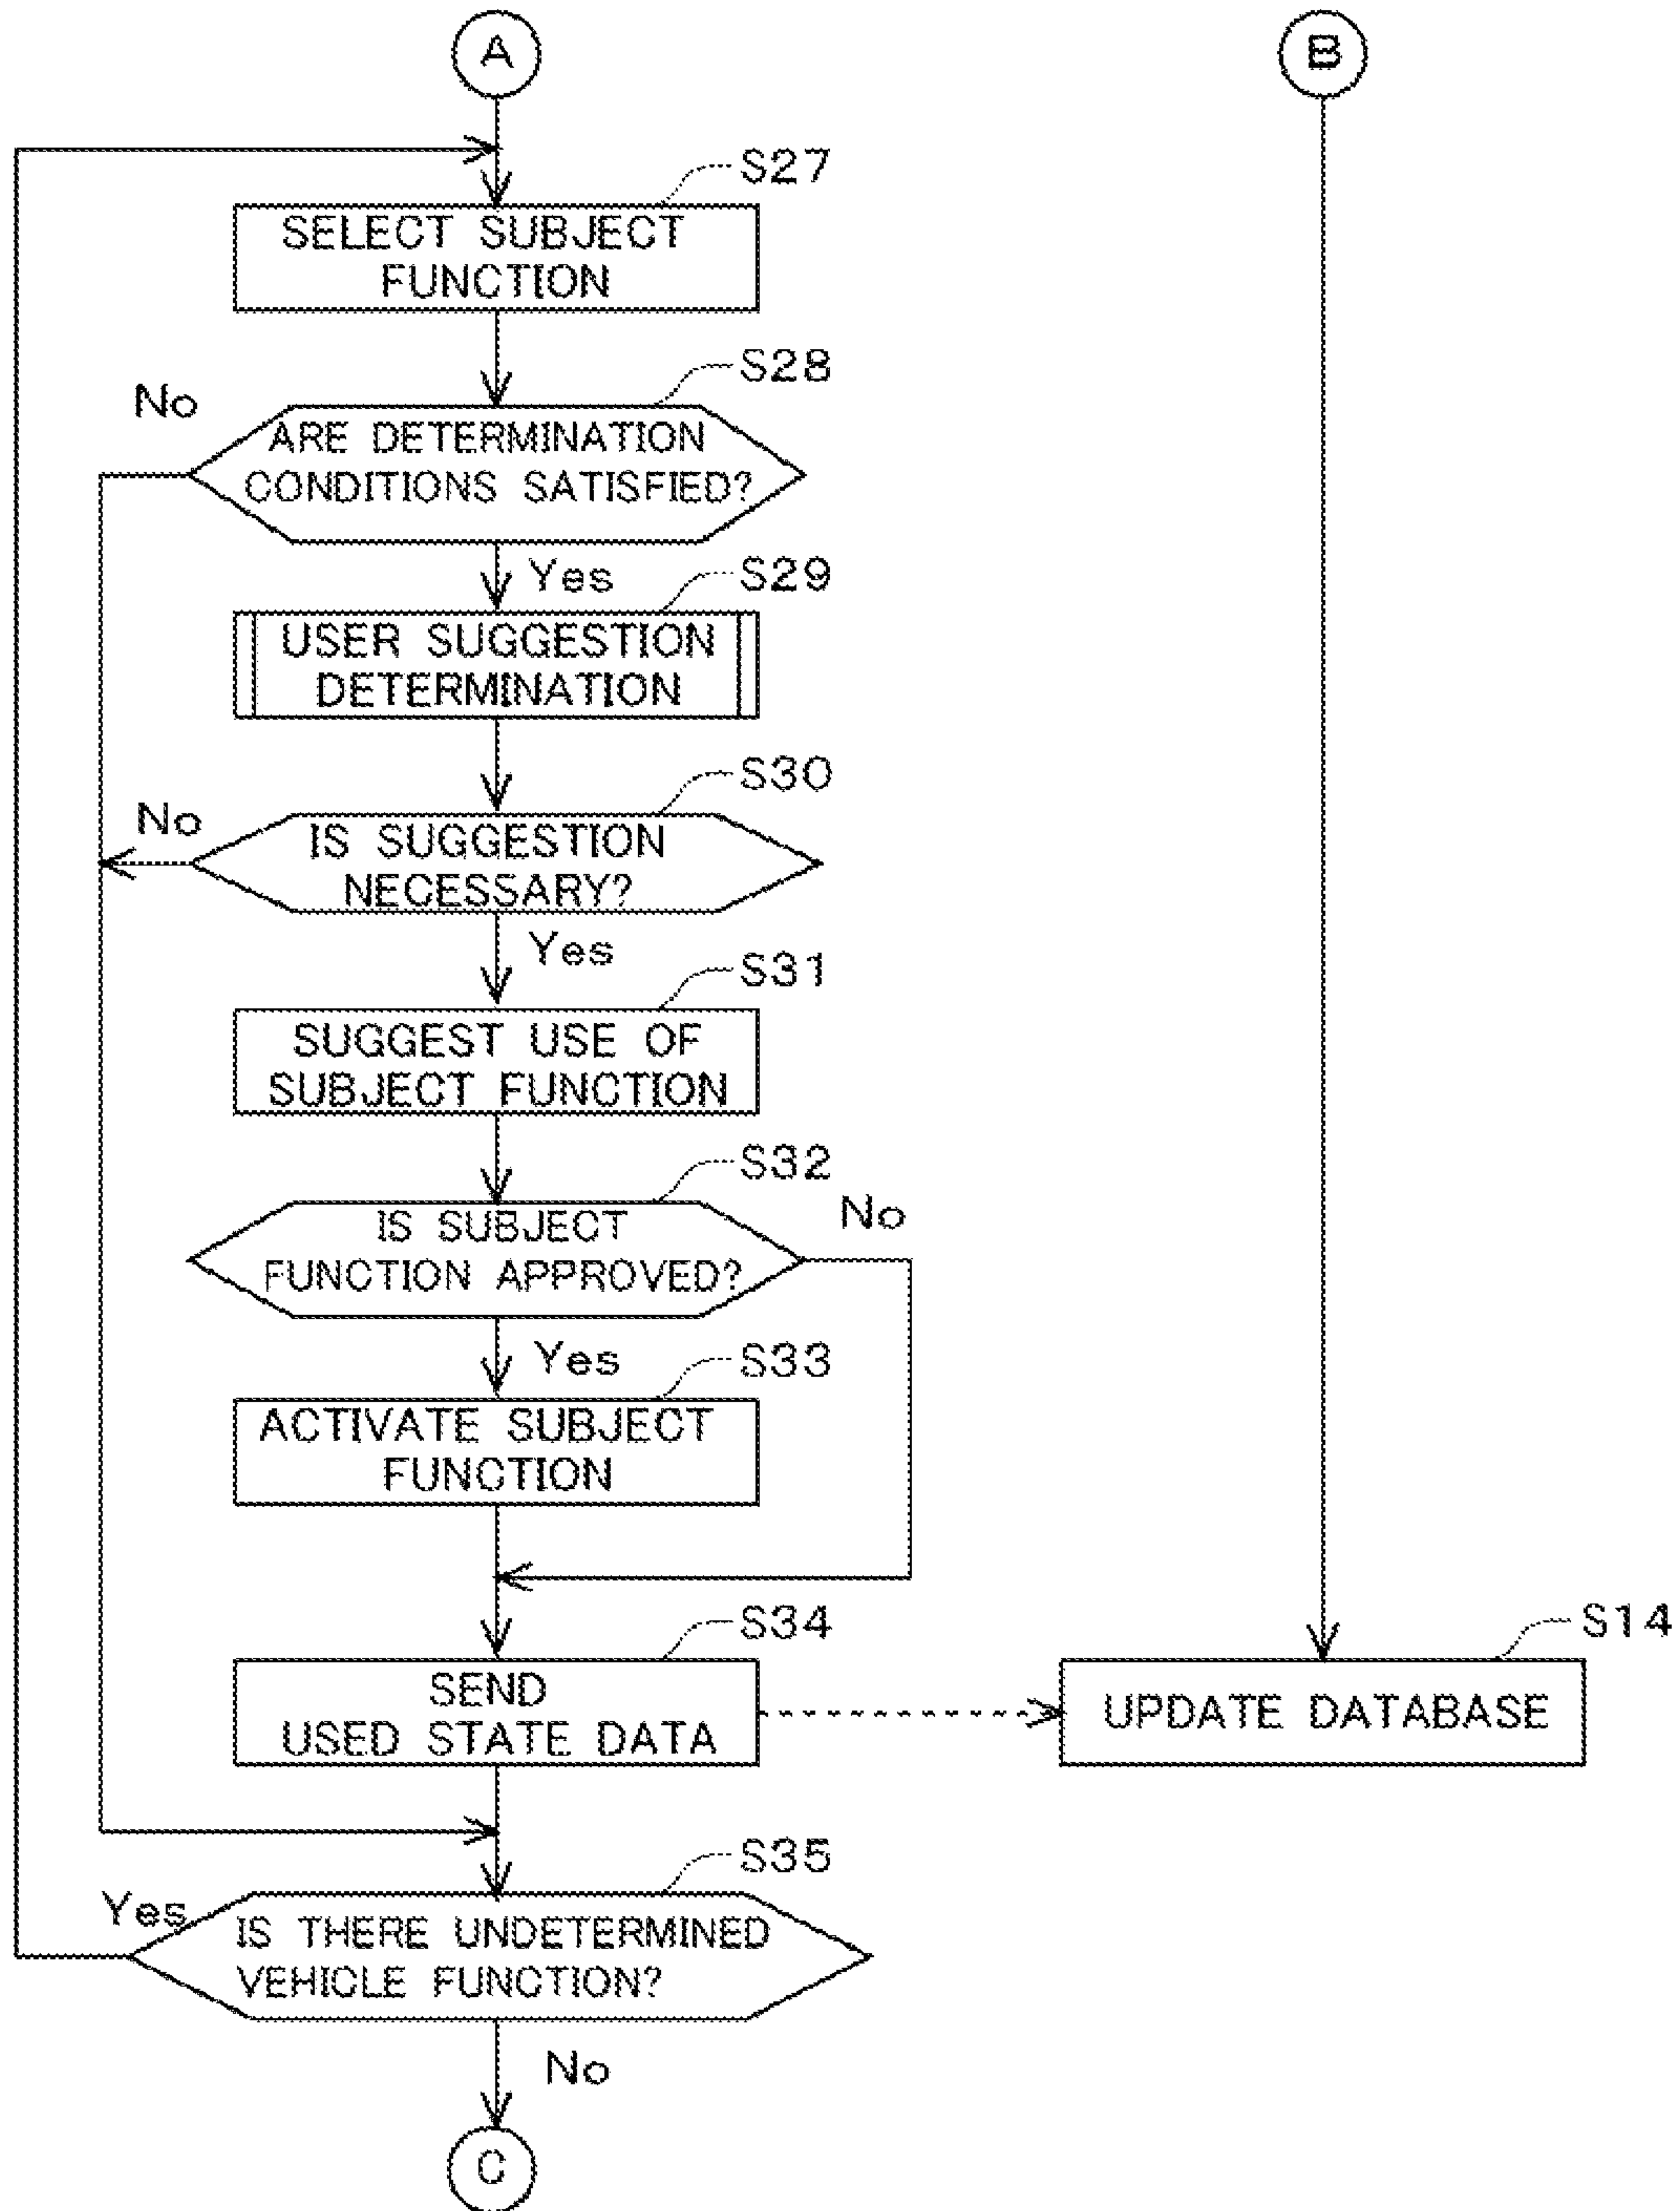 A
B
S27
SELECT SUBJECT
FUNCTION
S28
No
ARE DETERMINATION
CONDITIONS SATISFIED?
Yes
S29
USER SUGGESTION
DETERMINATION
S30
No
IS SUGGESTION
NECESSARY?
Yes
S31
SUGGEST USE OF
SUBJECT FUNCTION
S32
No
IS SUBJECT
FUNCTION APPROVED?
Yes
S33
ACTIVATE SUBJECT
FUNCTION
S34
SEND
USED STATE DATA
S14
UPDATE DATABASE
S35
Yes
IS THERE UNDETERMINED
VEHICLE FUNCTION?
No
C